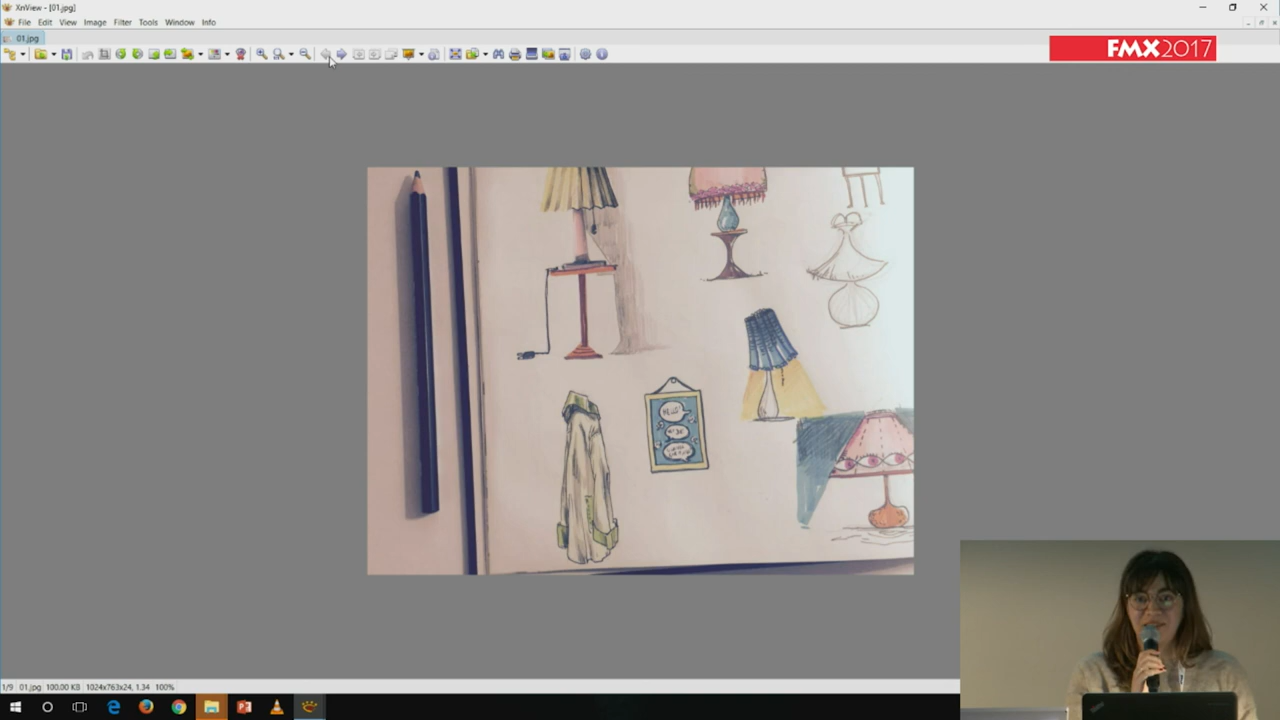 XnView - [01.jpg]
File Edit View Image Filter Tools Window Info
01.jpg
FMX2017
HELLO!
1/9 01.jpg 100.00 KB 1024x763x24, 1.34 100%